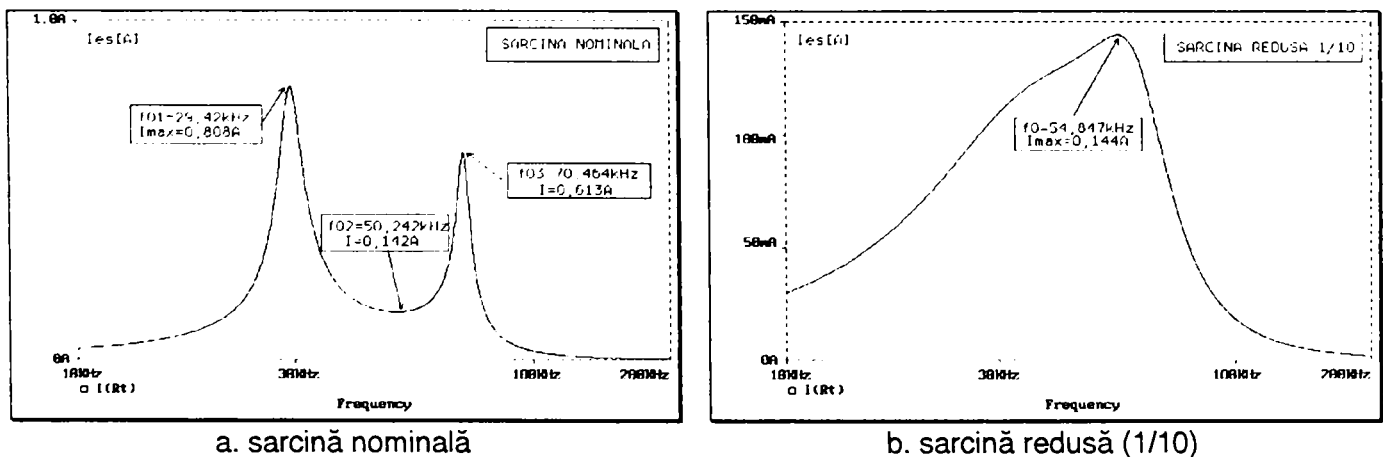 1.0A
Ies[A]
SARCINA NOMINALA
f01=29,42kHz
Imax=0,808A
f03 70,464kHz
I=0,613A
f02=50,242kHz
I=0,142A
0A
10KHz 30KHz 100KHz 200KHz
I(Rt)
Frequency
a. sarcină nominală
150mA
Ies[A]
SARCINA REDUSA 1/10
f0=54,847kHz
Imax=0,144A
100mA
50mA
0A
10KHz 30KHz 100KHz 200KHz
I(Rt)
Frequency
b. sarcină redusă (1/10)